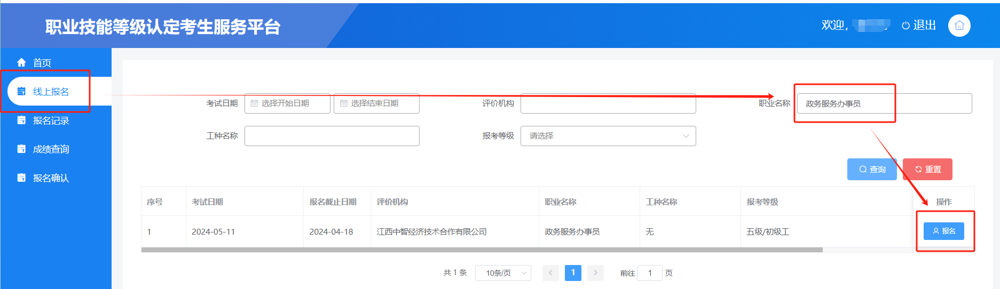 职业技能等级认定考生服务平台
欢迎,
退出
首页
线上报名
报名记录
成绩查询
报名确认
考试日期 选择开始日期 选择结束日期 评价机构 职业名称 政务服务办事员
工种名称 报考等级 请选择
查询 重置
序号 考试日期 报名截止日期 评价机构 职业名称 工种名称 报考等级 操作
1 2024-05-11 2024-04-18 江西中智经济技术合作有限公司 政务服务办事员 无 五级/初级工 报名
共 1 条 10条/页 < 1 > 前往 1 页